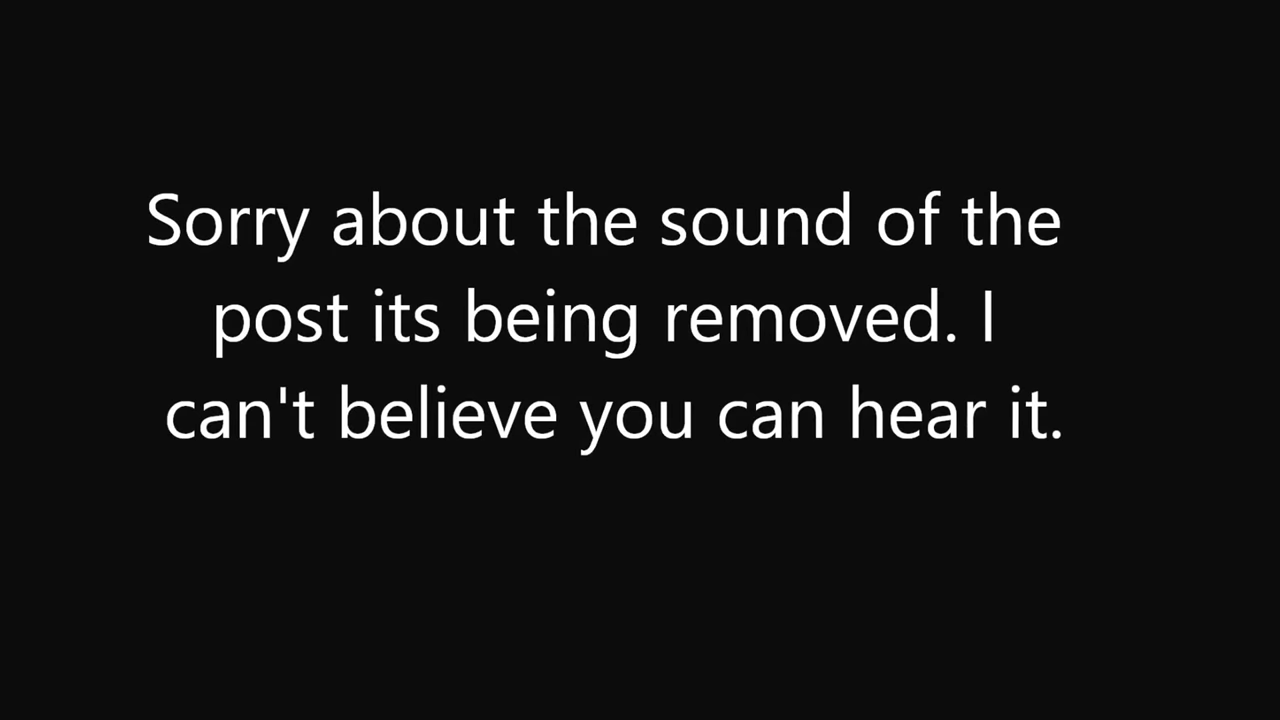 Sorry about the sound of the
post its being removed. I
can't believe you can hear it.